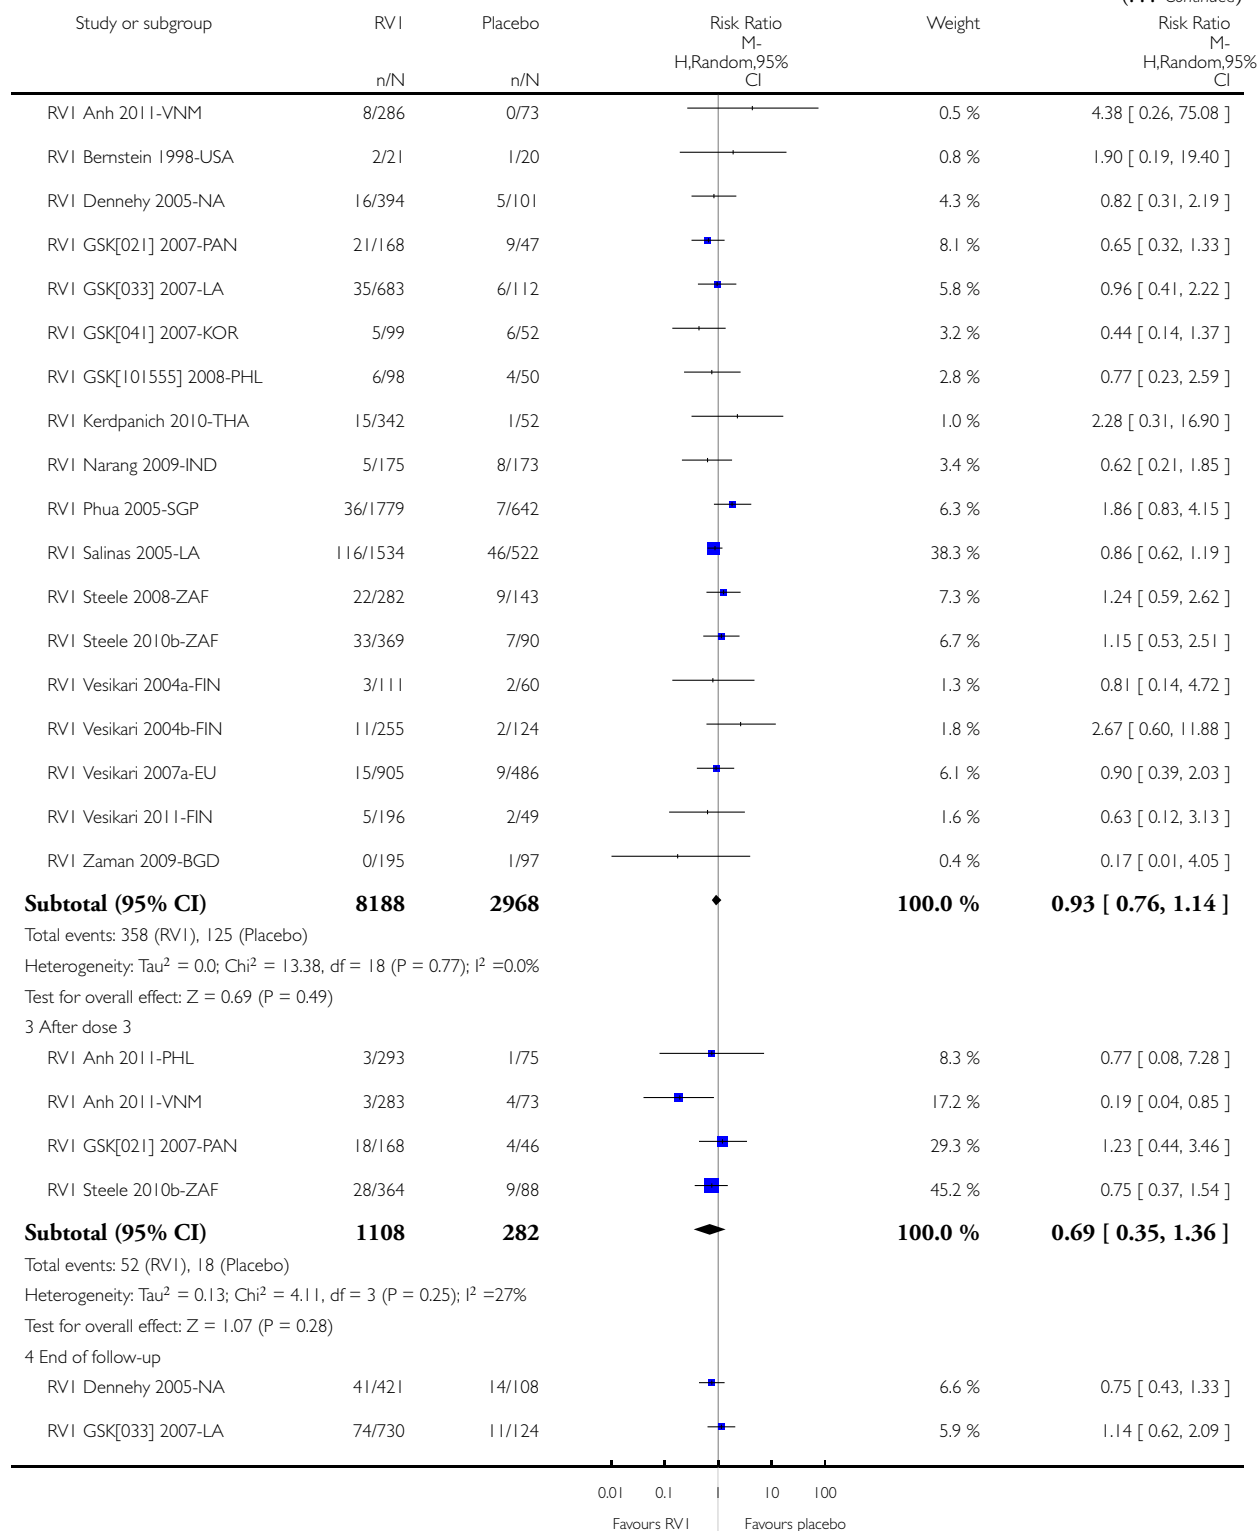 Continued)
Study or subgroup RV1 Placebo Risk Ratio Weight Risk Ratio
M- M-
H,Random,95% H,Random,95%
n/N n/N CI CI
RV1 Anh 2011-VNM 8/286 0/73 0.5 % 4.38 [ 0.26, 75.08 ]
RV1 Bernstein 1998-USA 2/21 1/20 0.8 % 1.90 [ 0.19, 19.40 ]
RV1 Dennehy 2005-NA 16/394 5/101 4.3 % 0.82 [ 0.31, 2.19 ]
RV1 GSK[021] 2007-PAN 21/168 9/47 8.1 % 0.65 [ 0.32, 1.33 ]
RV1 GSK[033] 2007-LA 35/683 6/112 5.8 % 0.96 [ 0.41, 2.22 ]
RV1 GSK[041] 2007-KOR 5/99 6/52 3.2 % 0.44 [ 0.14, 1.37 ]
RV1 GSK[101555] 2008-PHL 6/98 4/50 2.8 % 0.77 [ 0.23, 2.59 ]
RV1 Kerdpanich 2010-THA 15/342 1/52 1.0 % 2.28 [ 0.31, 16.90 ]
RV1 Narang 2009-IND 5/175 8/173 3.4 % 0.62 [ 0.21, 1.85 ]
RV1 Phua 2005-SGP 36/1779 7/642 6.3 % 1.86 [ 0.83, 4.15 ]
RV1 Salinas 2005-LA 116/1534 46/522 38.3 % 0.86 [ 0.62, 1.19 ]
RV1 Steele 2008-ZAF 22/282 9/143 7.3 % 1.24 [ 0.59, 2.62 ]
RV1 Steele 2010b-ZAF 33/369 7/90 6.7 % 1.15 [ 0.53, 2.51 ]
RV1 Vesikari 2004a-FIN 3/111 2/60 1.3 % 0.81 [ 0.14, 4.72 ]
RV1 Vesikari 2004b-FIN 11/255 2/124 1.8 % 2.67 [ 0.60, 11.88 ]
RV1 Vesikari 2007a-EU 15/905 9/486 6.1 % 0.90 [ 0.39, 2.03 ]
RV1 Vesikari 2011-FIN 5/196 2/49 1.6 % 0.63 [ 0.12, 3.13 ]
RV1 Zaman 2009-BGD 0/195 1/97 0.4 % 0.17 [ 0.01, 4.05 ]
Subtotal (95% CI) 8188 2968 100.0 % 0.93 [ 0.76, 1.14 ]
Total events: 358 (RV1), 125 (Placebo)
Heterogeneity: Tau² = 0.0; Chi² = 13.38, df = 18 (P = 0.77); I² =0.0%
Test for overall effect: Z = 0.69 (P = 0.49)
3 After dose 3
RV1 Anh 2011-PHL 3/293 1/75 8.3 % 0.77 [ 0.08, 7.28 ]
RV1 Anh 2011-VNM 3/283 4/73 17.2 % 0.19 [ 0.04, 0.85 ]
RV1 GSK[021] 2007-PAN 18/168 4/46 29.3 % 1.23 [ 0.44, 3.46 ]
RV1 Steele 2010b-ZAF 28/364 9/88 45.2 % 0.75 [ 0.37, 1.54 ]
Subtotal (95% CI) 1108 282 100.0 % 0.69 [ 0.35, 1.36 ]
Total events: 52 (RV1), 18 (Placebo)
Heterogeneity: Tau² = 0.13; Chi² = 4.11, df = 3 (P = 0.25); I² =27%
Test for overall effect: Z = 1.07 (P = 0.28)
4 End of follow-up
RV1 Dennehy 2005-NA 41/421 14/108 6.6 % 0.75 [ 0.43, 1.33 ]
RV1 GSK[033] 2007-LA 74/730 11/124 5.9 % 1.14 [ 0.62, 2.09 ]
0.01 0.1 1 10 100
Favours RV1 Favours placebo